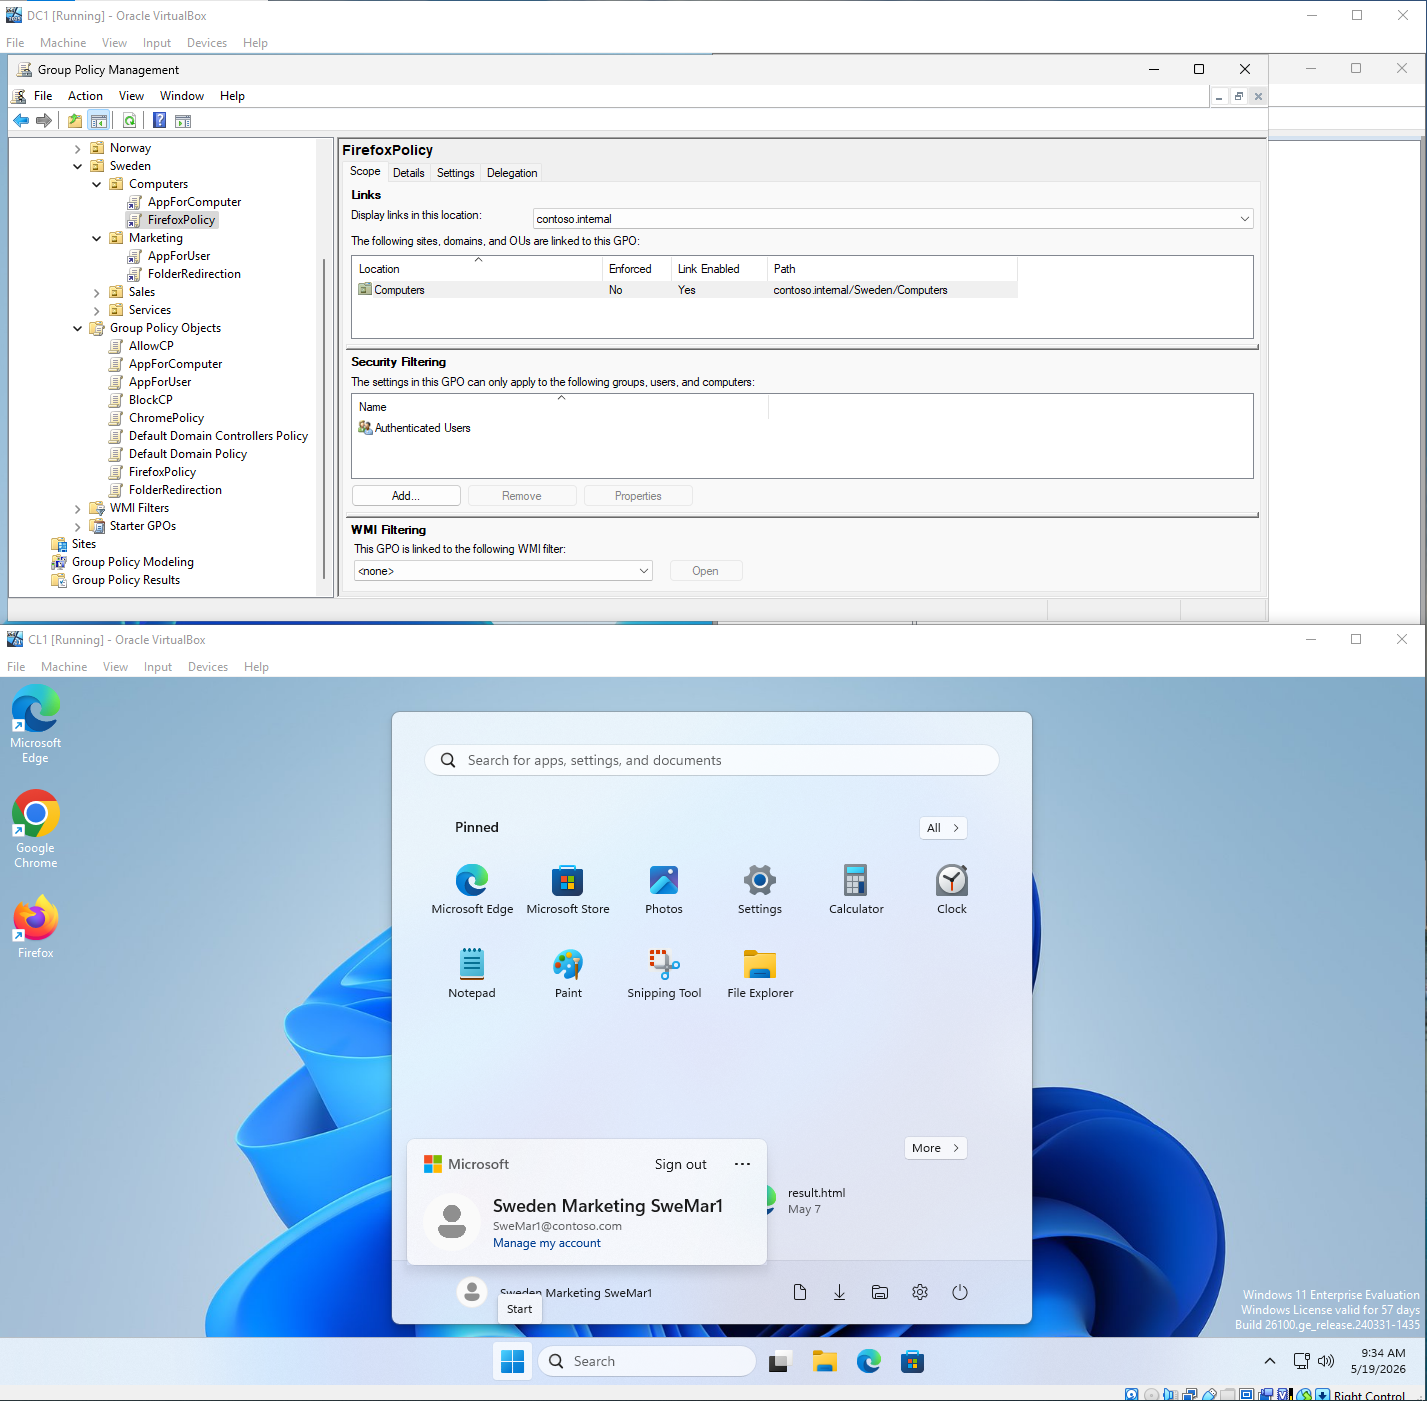 DC1 [Running] - Oracle VirtualBox
File Machine View Input Devices Help
Group Policy Management
File Action View Window Help
Norway
Sweden
Computers
AppForComputer
FirefoxPolicy
Marketing
AppForUser
FolderRedirection
Sales
Services
Group Policy Objects
AllowCP
AppForComputer
AppForUser
BlockCP
ChromePolicy
Default Domain Controllers Policy
Default Domain Policy
FirefoxPolicy
FolderRedirection
WMI Filters
Starter GPOs
Sites
Group Policy Modeling
Group Policy Results
FirefoxPolicy
Scope Details Settings Delegation
Links
Display links in this location: contoso.internal
The following sites, domains, and OUs are linked to this GPO:
Location Enforced Link Enabled Path
Computers No Yes contoso.internal/Sweden/Computers
Security Filtering
The settings in this GPO can only apply to the following groups, users, and computers:
Name
Authenticated Users
Add... Remove Properties
WMI Filtering
This GPO is linked to the following WMI filter:
<none> Open
CL1 [Running] - Oracle VirtualBox
File Machine View Input Devices Help
Microsoft
Edge
Google
Chrome
Firefox
Search for apps, settings, and documents
Pinned All
Microsoft Edge Microsoft Store Photos Settings Calculator Clock
Notepad Paint Snipping Tool File Explorer
More
result.html
May 7
Microsoft Sign out ...
Sweden Marketing SweMar1
SweMar1@contoso.com
Manage my account
Sweden Marketing SweMar1
Start
Windows 11 Enterprise Evaluation
Windows License valid for 57 days
Build 26100.ge_release.240331-1435
Search
9:34 AM
5/19/2026
Right Control